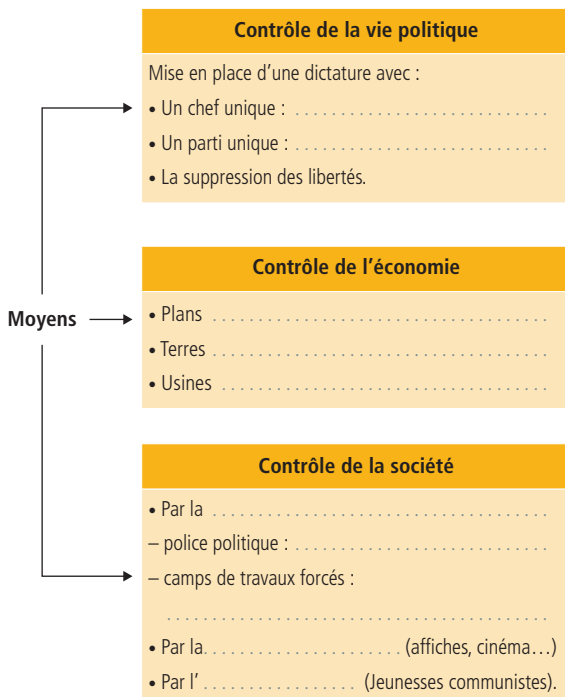 Contrôle de la vie politique
Mise en place d'une dictature avec :
• Un chef unique : . . . . . . . . . . . . . . . . . . . . . . . . . . . . . . . . . .
• Un parti unique : . . . . . . . . . . . . . . . . . . . . . . . . . . . . . . . . . .
• La suppression des libertés.
Contrôle de l'économie
Moyens
• Plans . . . . . . . . . . . . . . . . . . . . . . . . . . . . . . . . . . . . . . . . . . .
• Terres . . . . . . . . . . . . . . . . . . . . . . . . . . . . . . . . . . . . . . . . . . .
• Usines . . . . . . . . . . . . . . . . . . . . . . . . . . . . . . . . . . . . . . . . . .
Contrôle de la société
• Par la . . . . . . . . . . . . . . . . . . . . . . . . . . . . . . . . . . . . . . . . . . .
– police politique : . . . . . . . . . . . . . . . . . . . . . . . . . . . . . . . . . .
– camps de travaux forcés :
. . . . . . . . . . . . . . . . . . . . . . . . . . . . . . . . . . . . . . . . . . . . . . . .
• Par la. . . . . . . . . . . . . . . . . . . . . . (affiches, cinéma…)
• Par l' . . . . . . . . . . . . . . . . . (Jeunesses communistes).